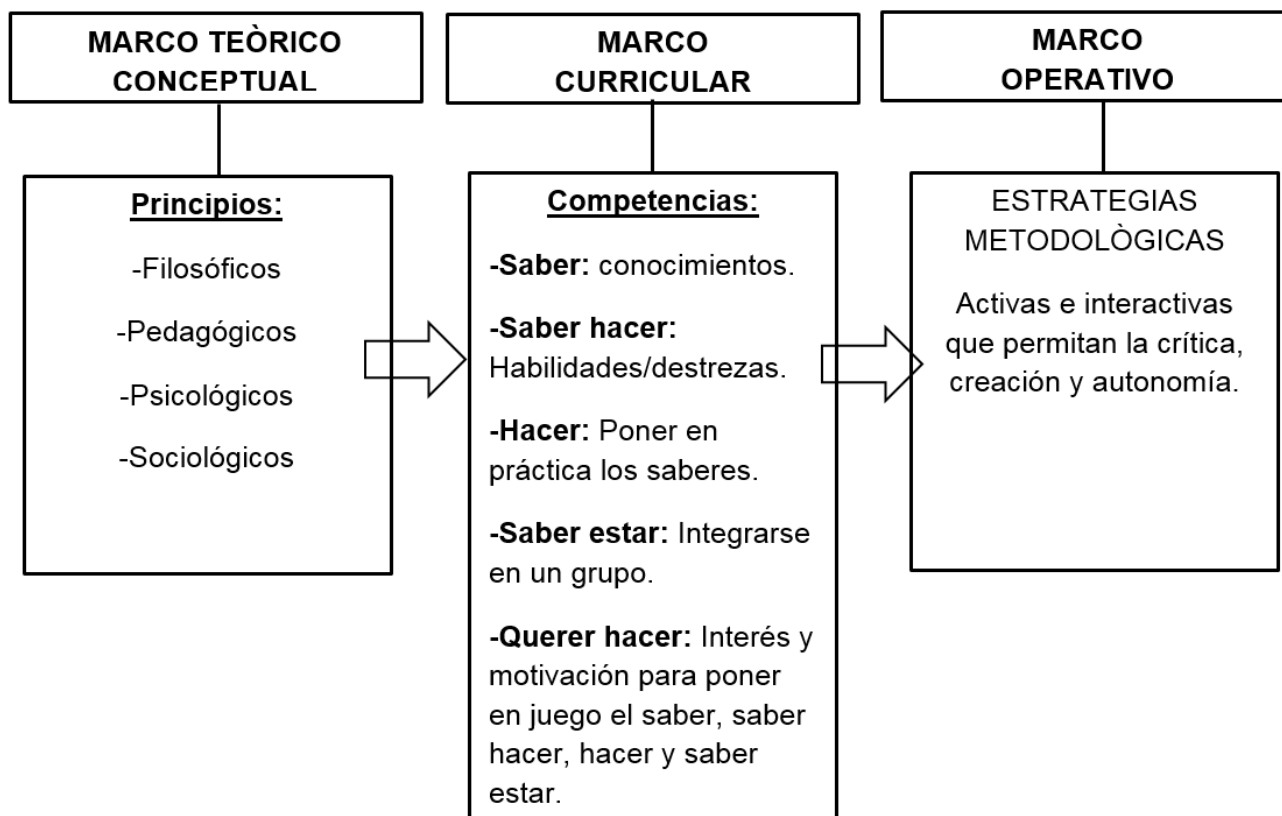 MARCO TEÒRICO
CONCEPTUAL
Principios:
-Filosóficos
-Pedagógicos
-Psicológicos
-Sociológicos
MARCO
CURRICULAR
Competencias:
-Saber: conocimientos.
-Saber hacer:
Habilidades/destrezas.
-Hacer: Poner en
práctica los saberes.
-Saber estar: Integrarse
en un grupo.
-Querer hacer: Interés y
motivación para poner
en juego el saber, saber
hacer, hacer y saber
estar.
MARCO
OPERATIVO
ESTRATEGIAS
METODOLÒGICAS
Activas e interactivas
que permitan la crítica,
creación y autonomía.